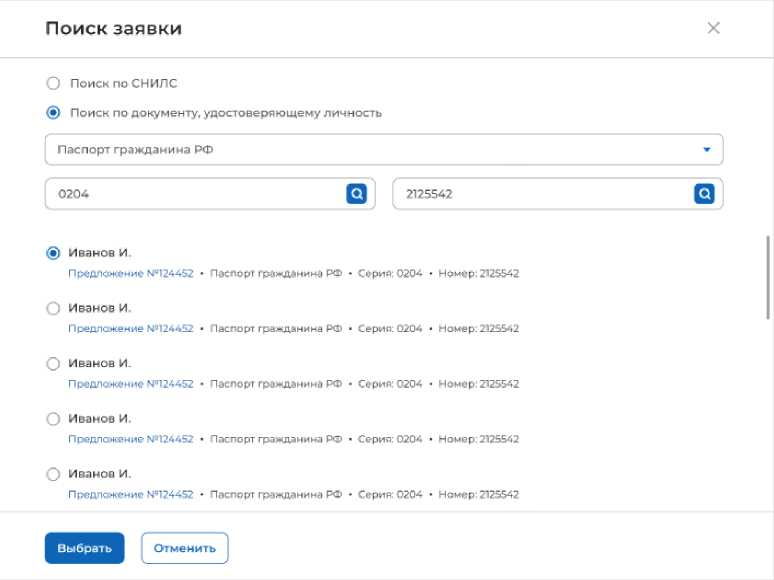 Поиск заявки
Поиск по СНИЛС
Поиск по документу, удостоверяющему личность
Паспорт гражданина РФ
0204
2125542
Иванов И.
Предложение №124452 • Паспорт гражданина РФ • Серия: 0204 • Номер: 2125542
Иванов И.
Предложение №124452 • Паспорт гражданина РФ • Серия: 0204 • Номер: 2125542
Иванов И.
Предложение №124452 • Паспорт гражданина РФ • Серия: 0204 • Номер: 2125542
Иванов И.
Предложение №124452 • Паспорт гражданина РФ • Серия: 0204 • Номер: 2125542
Иванов И.
Предложение №124452 • Паспорт гражданина РФ • Серия: 0204 • Номер: 2125542
Выбрать
Отменить